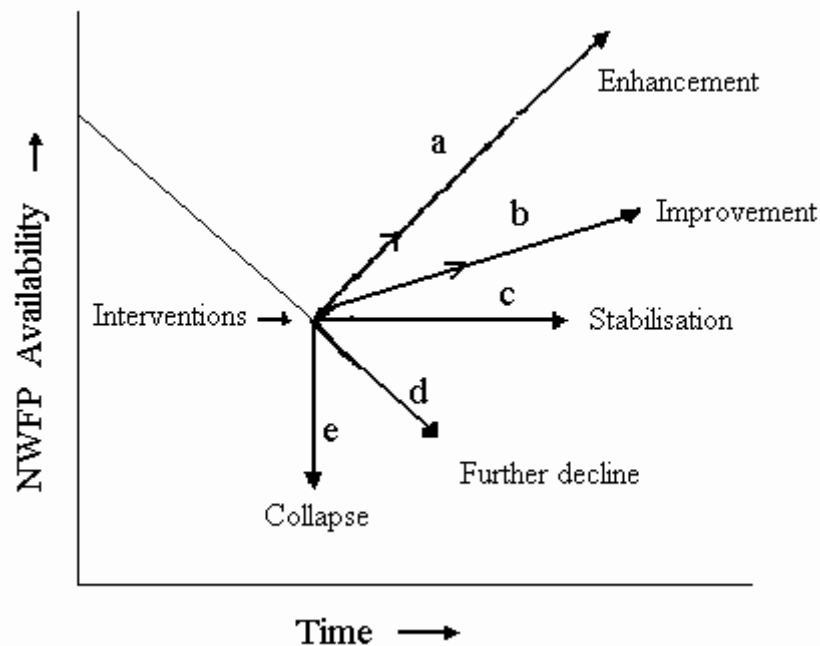 Enhancement
a
b
Improvement
NWFP Availability
Interventions
c
Stabilisation
d
e
Further decline
Collapse
Time